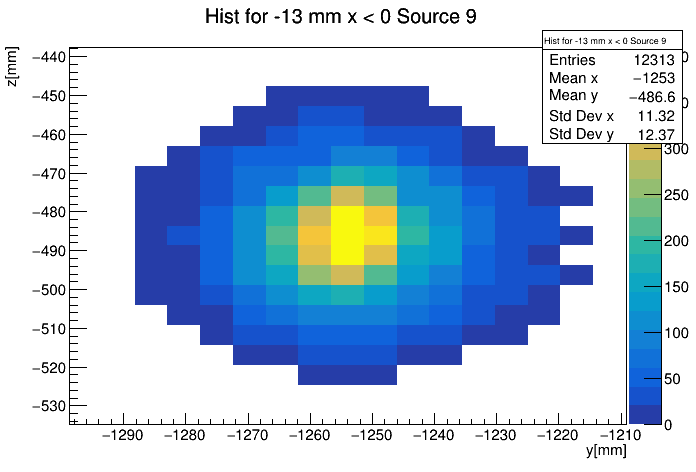 Hist for -13 mm x < 0 Source 9
Hist for -13 mm x < 0 Source 9
Entries 12313
Mean x −1253
Mean y −486.6
Std Dev x 11.32
Std Dev y 12.37
z[mm]
−440
−450
−460
−470
−480
−490
−500
−510
−520
−530
300
250
200
150
100
50
0
−1290 −1280 −1270 −1260 −1250 −1240 −1230 −1220 −1210
y[mm]